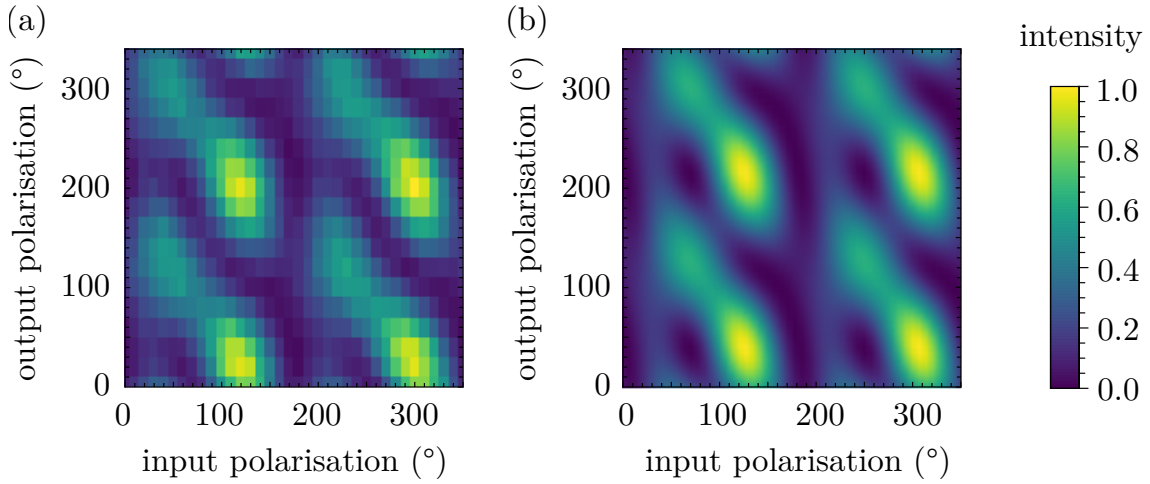 (a)
output polarisation (°)
300
200
100
0
0 100 200 300
input polarisation (°)
(b)
output polarisation (°)
300
200
100
0
0 100 200 300
input polarisation (°)
intensity
1.0
0.8
0.6
0.4
0.2
0.0